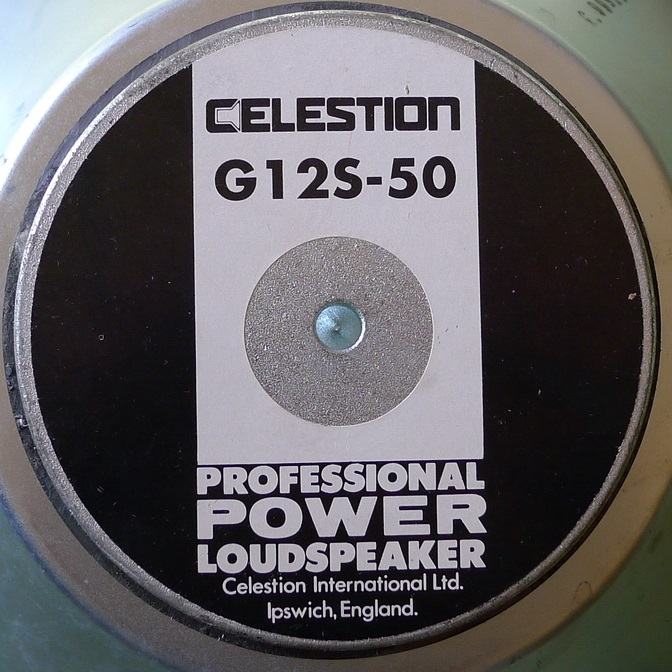 CELESTION
G12S-50
PROFESSIONAL
POWER
LOUDSPEAKER
Celestion International Ltd.
Ipswich, England.